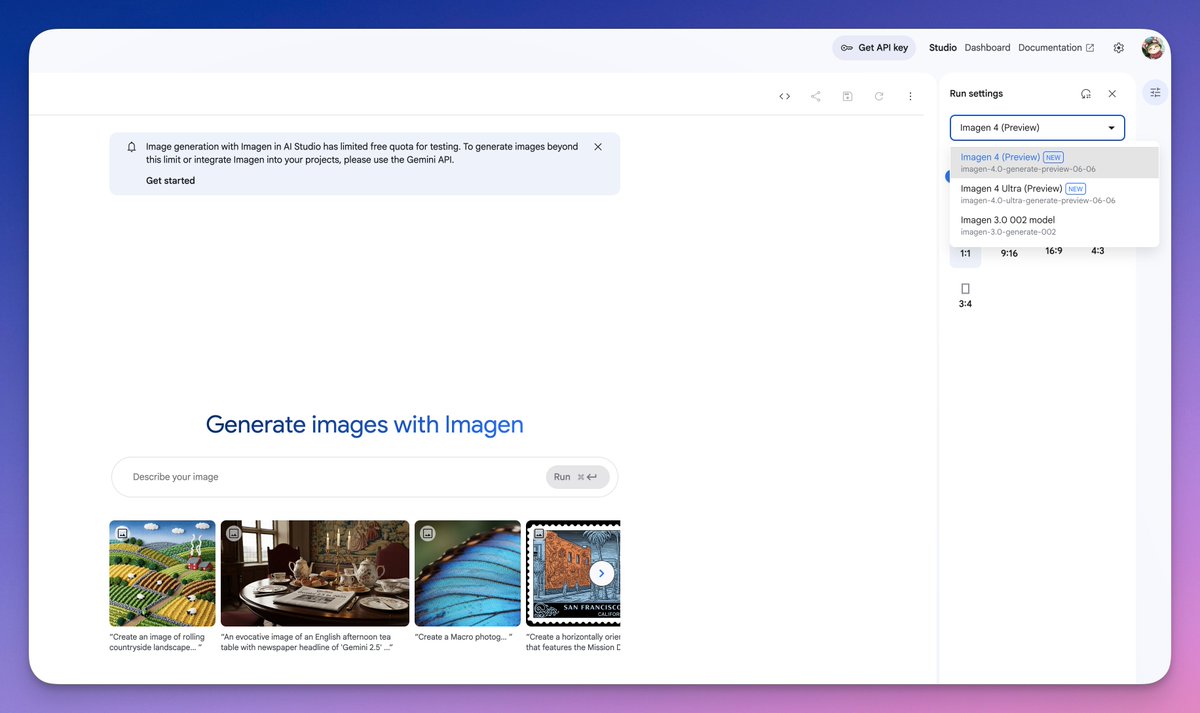 Get API key
Studio
Dashboard
Documentation
Image generation with Imagen in AI Studio has limited free quota for testing. To generate images beyond
this limit or integrate Imagen into your projects, please use the Gemini API.
Get started
Generate images with Imagen
Describe your image
Run ⌘
"Create an image of rolling
countryside landscape... "
"An evocative image of an English afternoon tea
table with newspaper headline of 'Gemini 2.5' ..."
"Create a Macro photog... "
SAN FRANCISCO
CALIFOR
"Create a horizontally orie
that features the Mission D
Run settings
Imagen 4 (Preview)
Imagen 4 (Preview) NEW
imagen-4.0-generate-preview-06-06
Imagen 4 Ultra (Preview) NEW
imagen-4.0-ultra-generate-preview-06-06
Imagen 3.0 002 model
imagen-3.0-generate-002
1:1
9:16
16:9
4:3
3:4